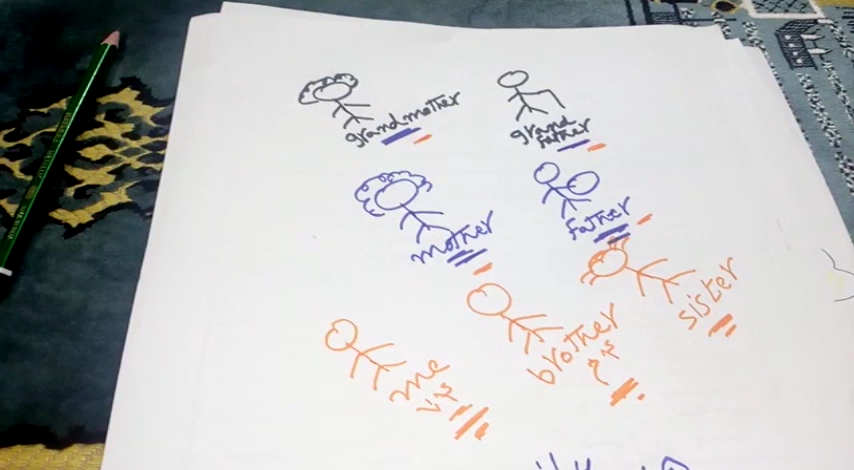 grandmother
grand
father
mother
father
sister
brother
me